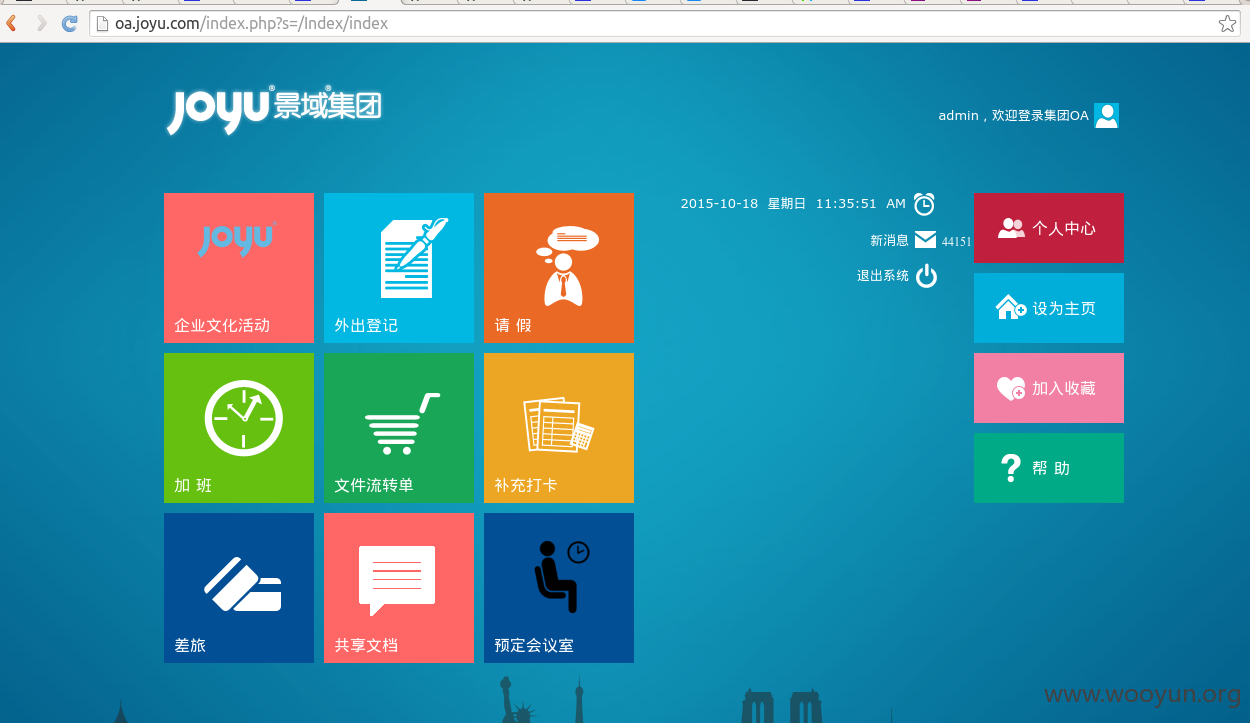 oa.joyu.com/index.php?s=/Index/index
joyu®景域®集团
admin , 欢迎登录集团OA
2015-10-18 星期日 11:35:51 AM
新消息 44151
退出系统
joyu
企业文化活动
外出登记
请 假
个人中心
设为主页
加 班
文件流转单
补充打卡
加入收藏
帮 助
差旅
共享文档
预定会议室
www.wooyun.org